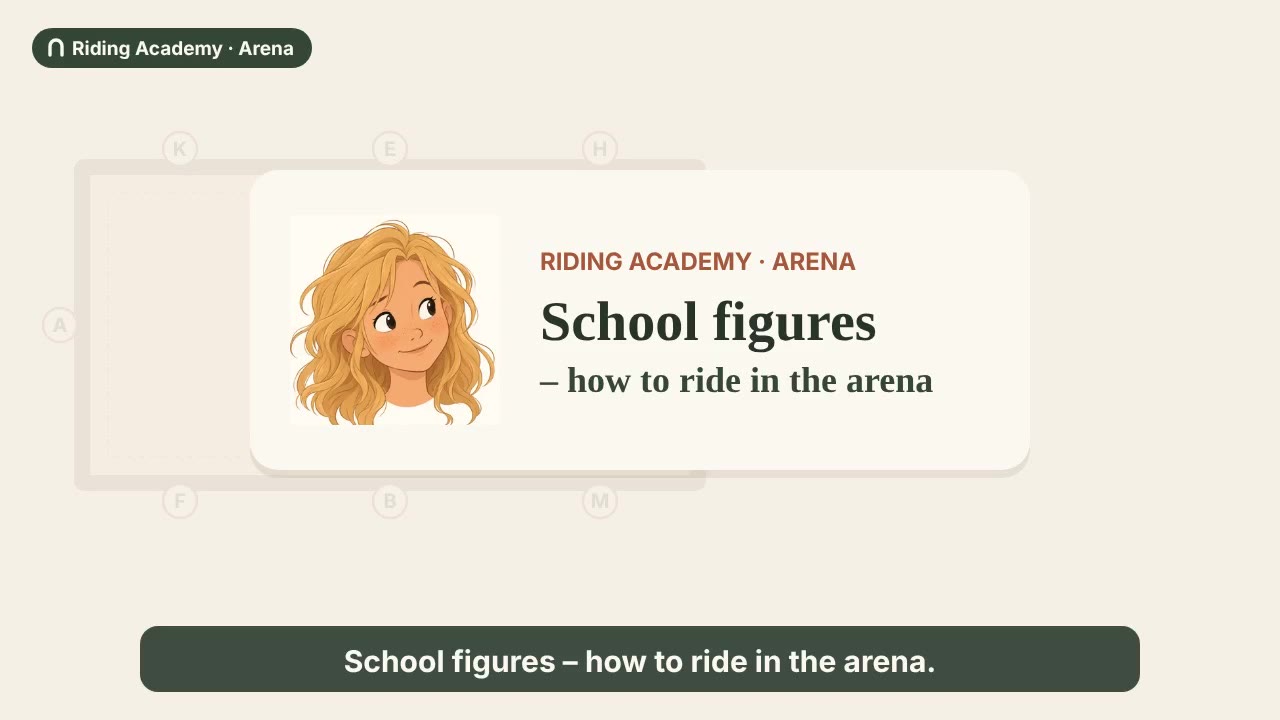 Riding Academy · Arena
K E H
A
RIDING ACADEMY · ARENA
School figures
– how to ride in the arena
F B M
School figures – how to ride in the arena.